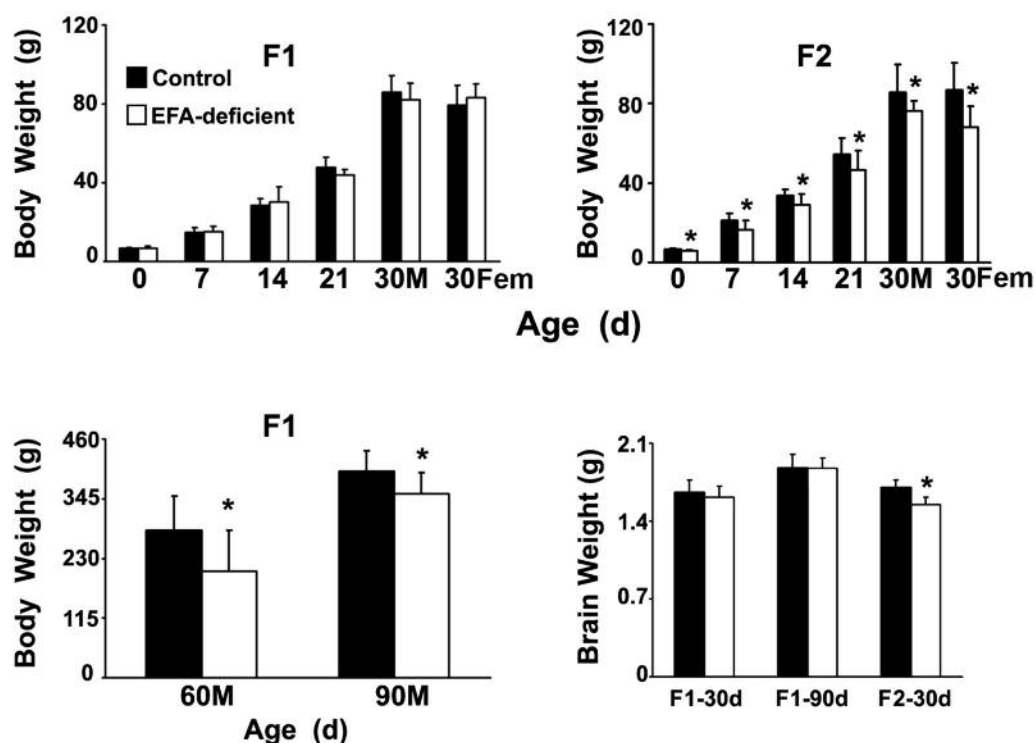 F1
Body Weight (g)
120
80
40
0
Control
EFA-deficient
0 7 14 21 30M 30Fem
F2
Body Weight (g)
120
80
40
0
* * * * * *
0 7 14 21 30M 30Fem
Age (d)
F1
Body Weight (g)
460
345
230
115
0
* *
60M 90M
Age (d)
Brain Weight (g)
2.1
1.4
0.7
0
*
F1-30d F1-90d F2-30d